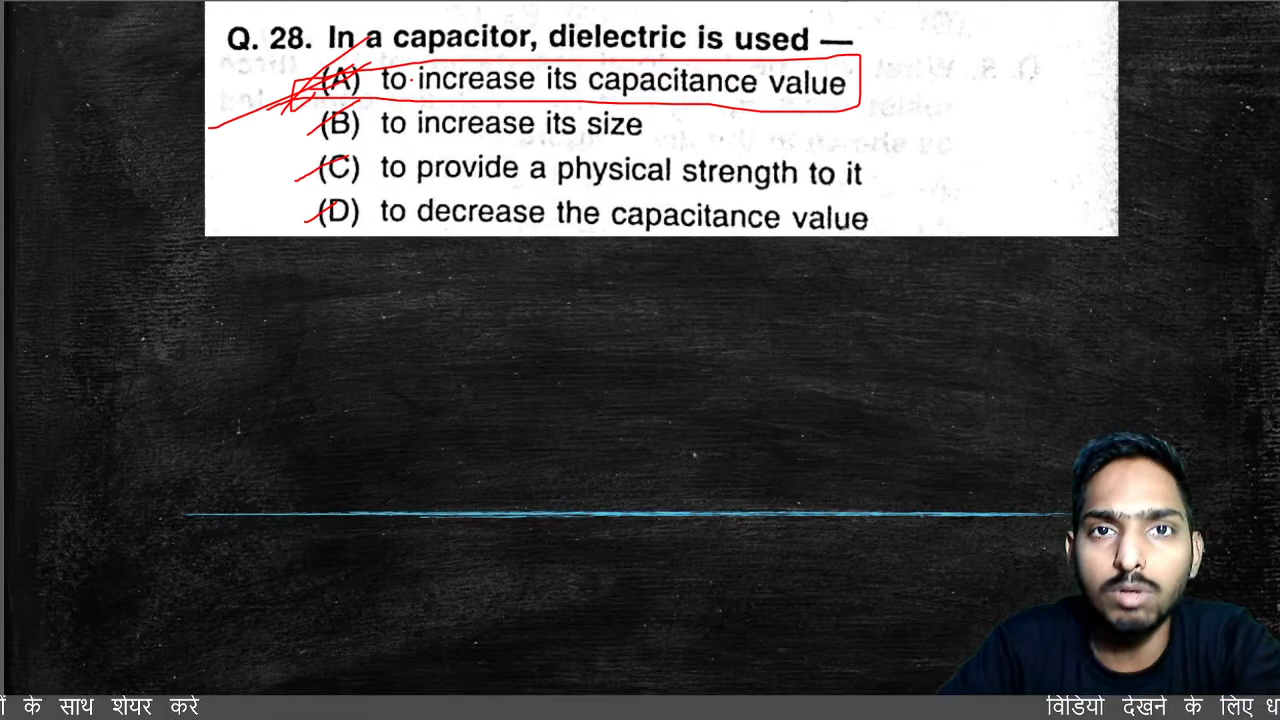 Q. 28. In a capacitor, dielectric is used —
(A) to increase its capacitance value
(B) to increase its size
(C) to provide a physical strength to it
(D) to decrease the capacitance value
के साथ शेयर करे विडियो देखने के लिए